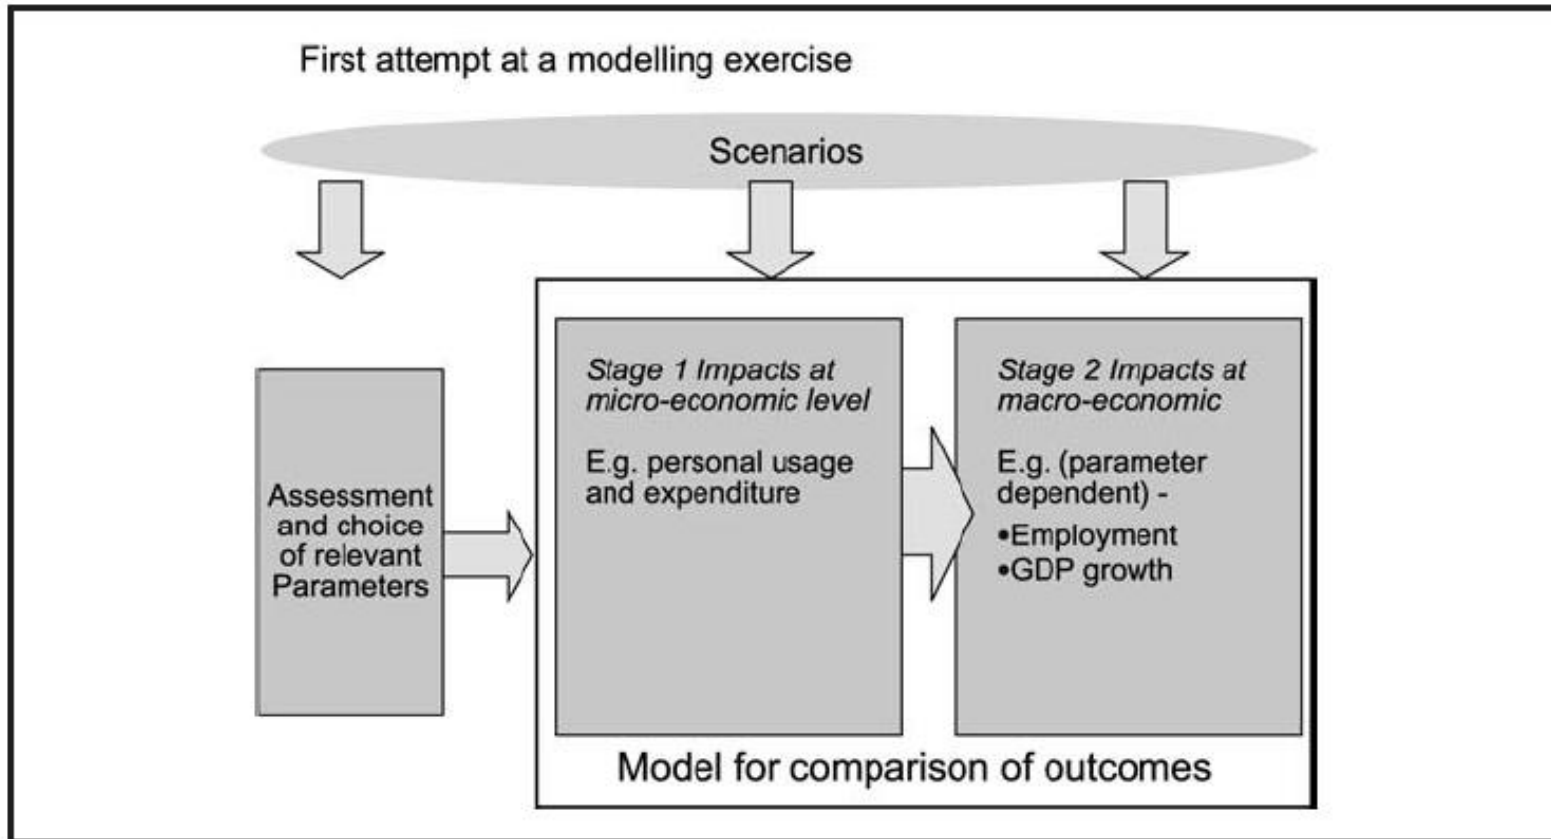 First attempt at a modelling exercise
Scenarios
Assessment
and choice
of relevant
Parameters
Stage 1 Impacts at
micro-economic level
E.g. personal usage
and expenditure
Stage 2 Impacts at
macro-economic
E.g. (parameter
dependent) -
•Employment
•GDP growth
Model for comparison of outcomes